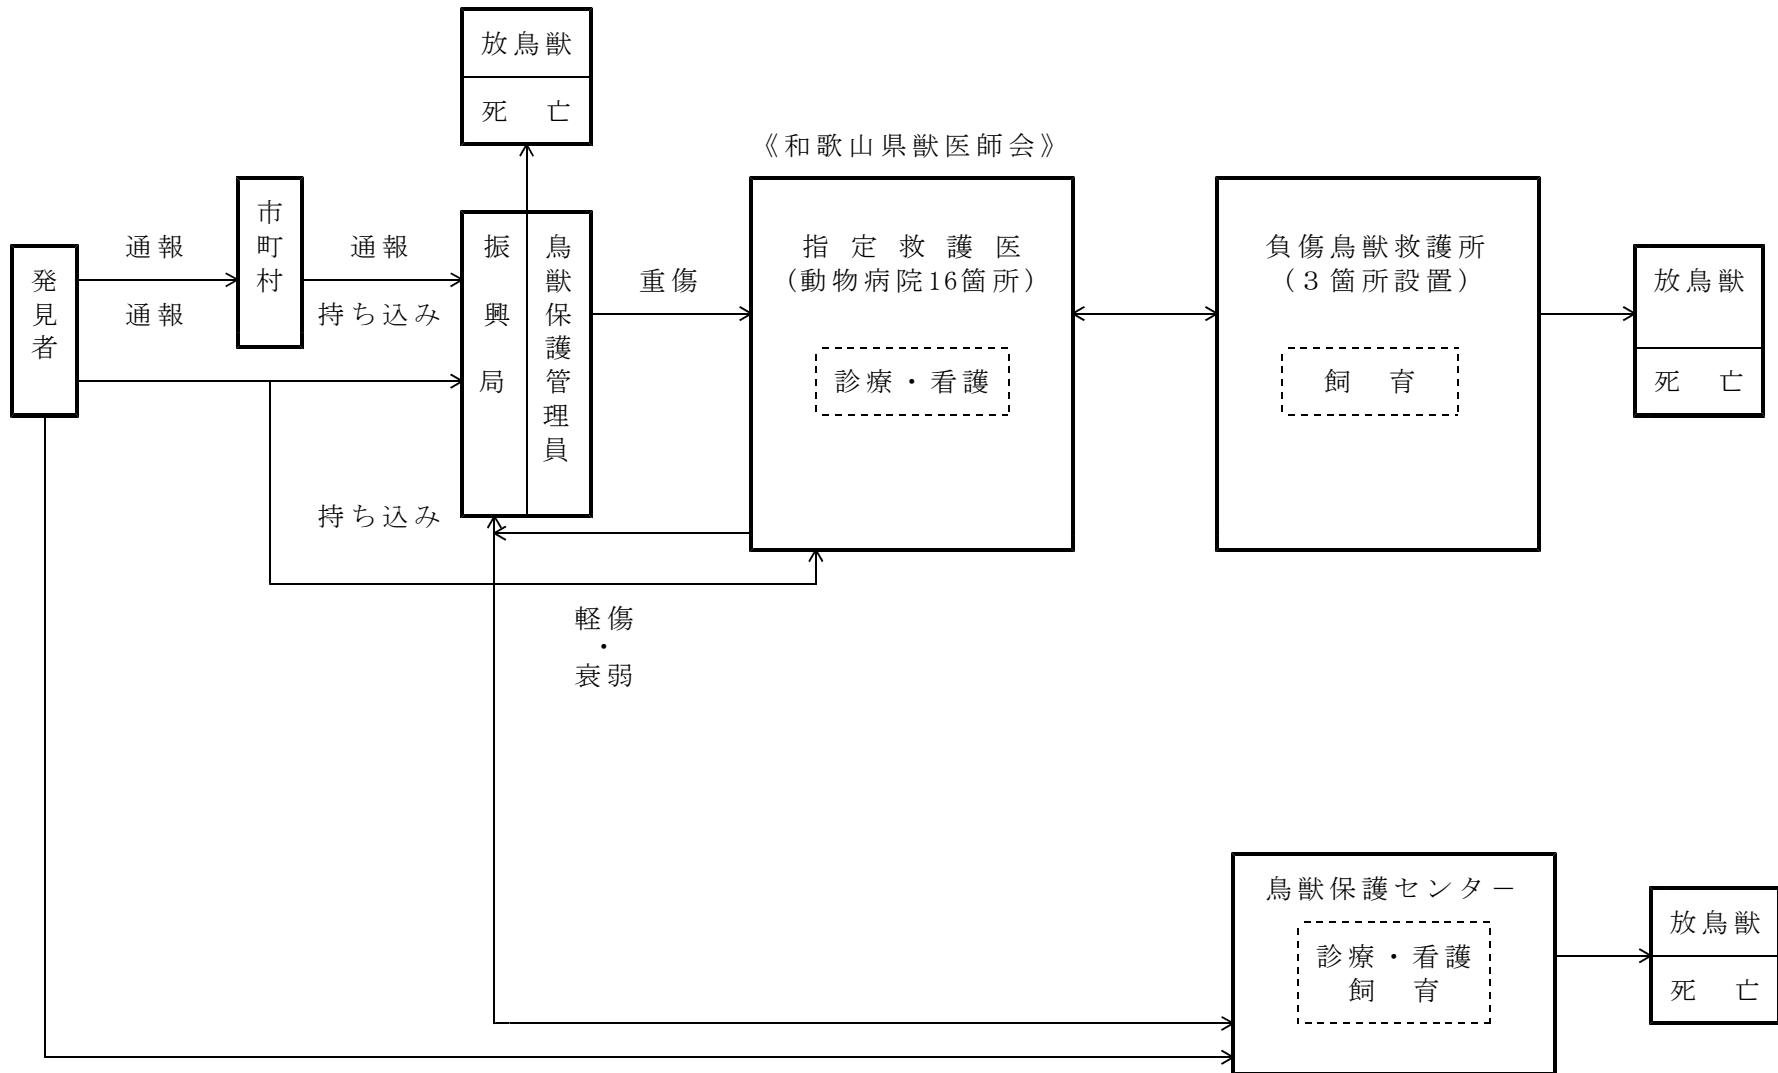 放鳥獣
死　亡
《和歌山県獣医師会》
発見者
通報
通報
市町村
通報
持ち込み
持ち込み
振興局
鳥獣保護管理員
重傷
指定救護医
(動物病院16箇所)
診療・看護
負傷鳥獣救護所
(３箇所設置)
飼　育
放鳥獣
死　亡
軽傷
・
衰弱
鳥獣保護センター
診療・看護
飼　育
放鳥獣
死　亡